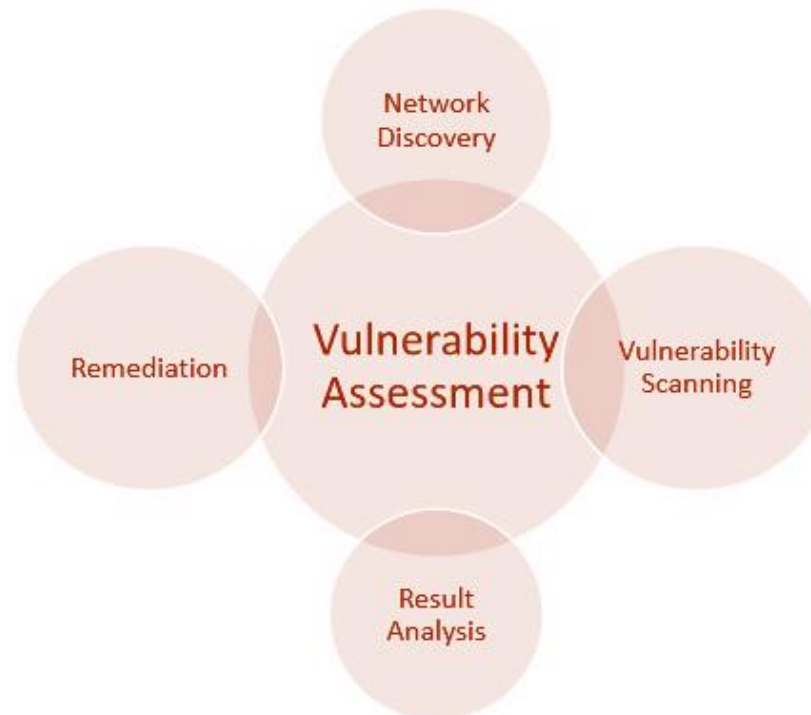 Network
Discovery
Remediation
Vulnerability
Assessment
Vulnerability
Scanning
Result
Analysis